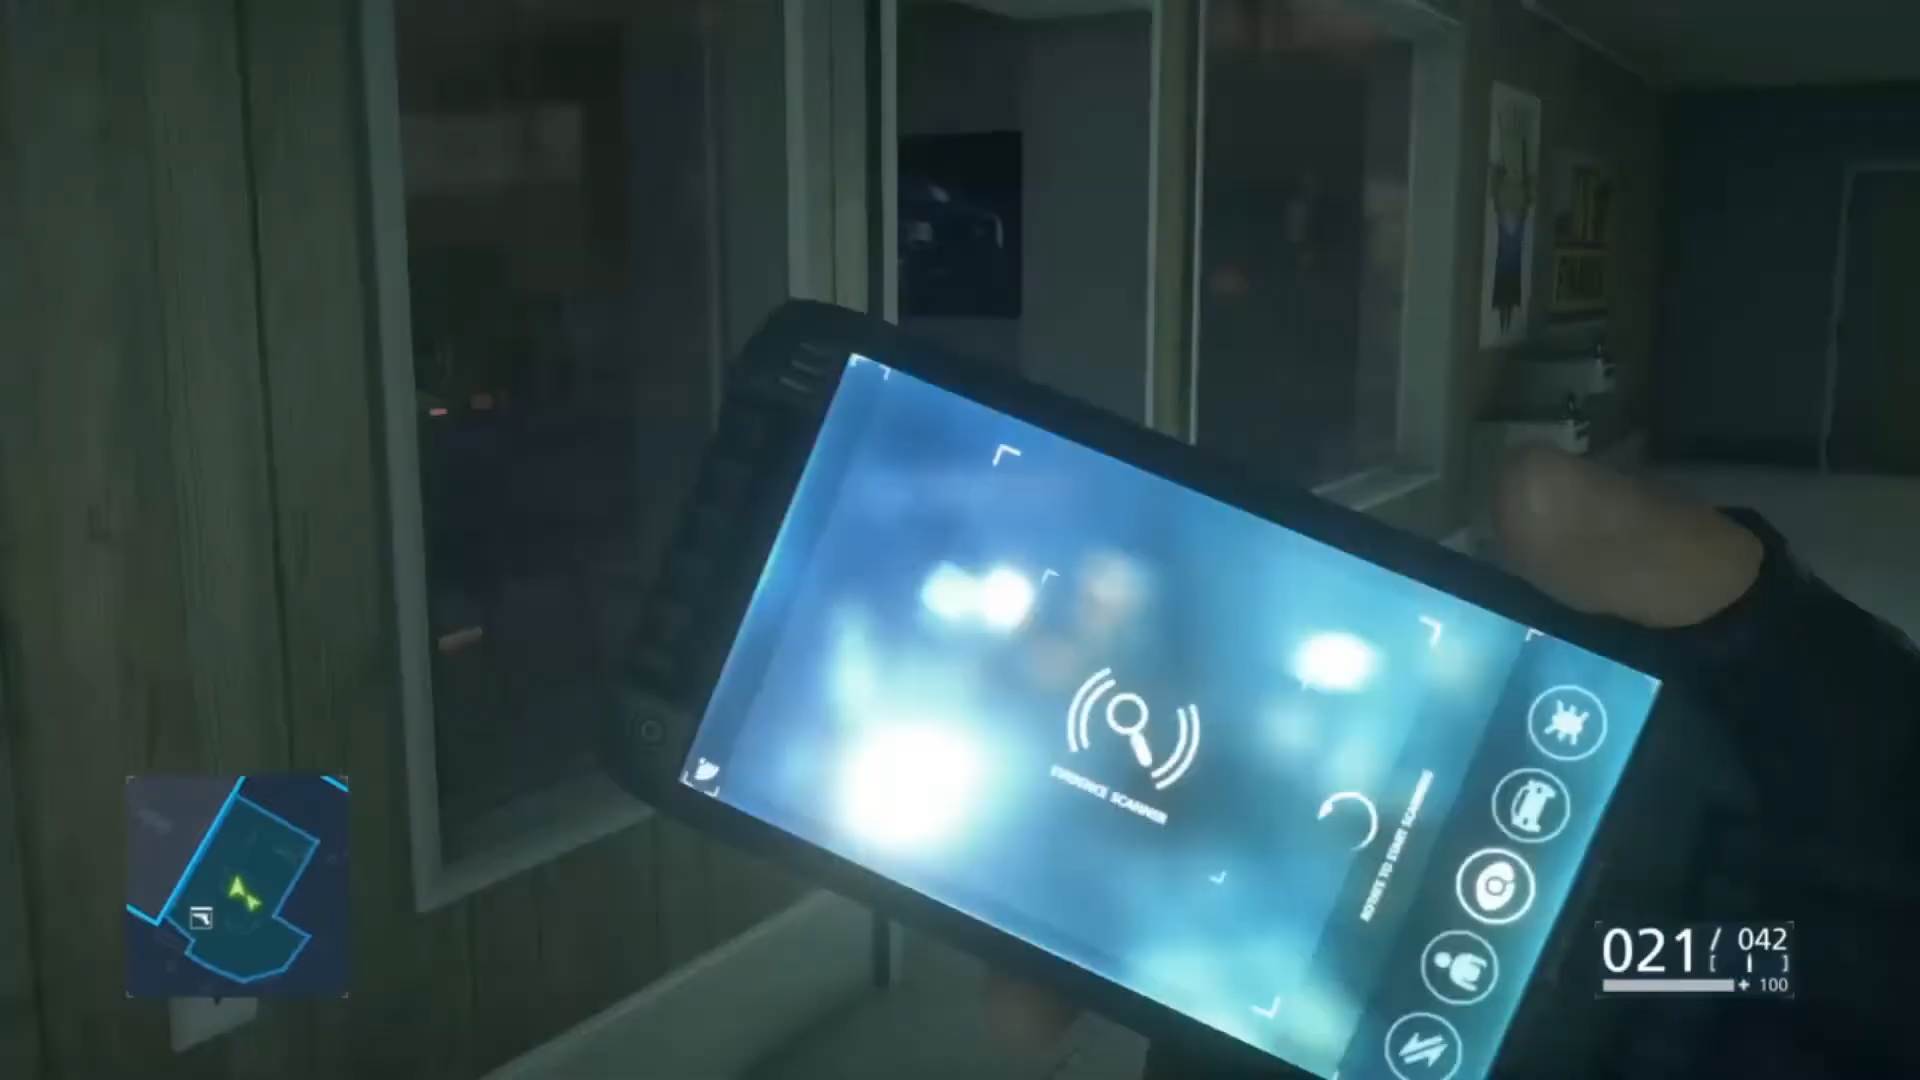 EVIDENCE SCANNER
ROTATE TO START SCANNING
021 / 042
[ | ]
+ 100